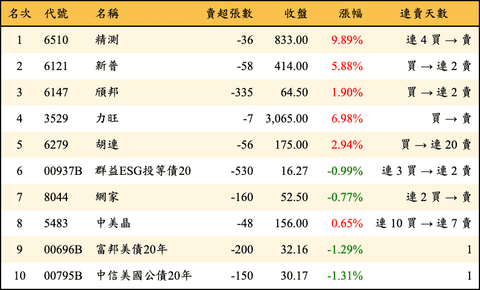 名次 代號 名稱 賣超張數 收盤 漲幅 連賣天數
1 6510 精測 -36 833.00 9.89% 連 4 買 → 賣
2 6121 新普 -58 414.00 5.88% 買 → 連 2 賣
3 6147 頎邦 -335 64.50 1.90% 買 → 連 2 賣
4 3529 力旺 -7 3,065.00 6.98% 買 → 賣
5 6279 胡連 -56 175.00 2.94% 買 → 連 20 賣
6 00937B 群益ESG投等債20 -530 16.27 -0.99% 連 3 買 → 連 2 賣
7 8044 網家 -160 52.50 -0.77% 連 2 買 → 賣
8 5483 中美晶 -48 156.00 0.65% 連 10 買 → 連 7 賣
9 00696B 富邦美債20年 -200 32.16 -1.29% 1
10 00795B 中信美國公債20年 -150 30.17 -1.31% 1